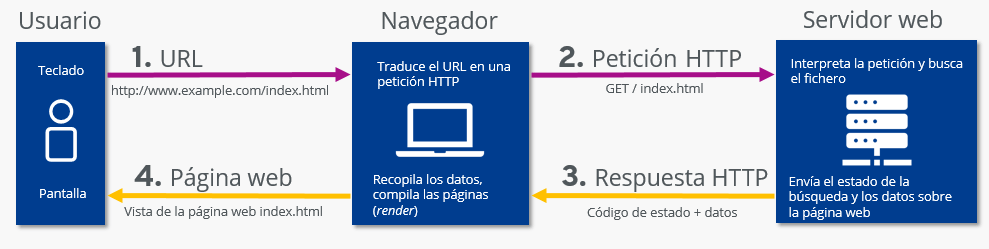 Usuario
Navegador
Servidor web
Teclado
Pantalla
1. URL
http://www.example.com/index.html
Traduce el URL en una
petición HTTP
Recopila los datos,
compila las páginas
(render)
2. Petición HTTP
GET / index.html
Interpreta la petición y busca
el fichero
Envía el estado de la
búsqueda y los datos sobre
la página web
3. Respuesta HTTP
Código de estado + datos
4. Página web
Vista de la página web index.html